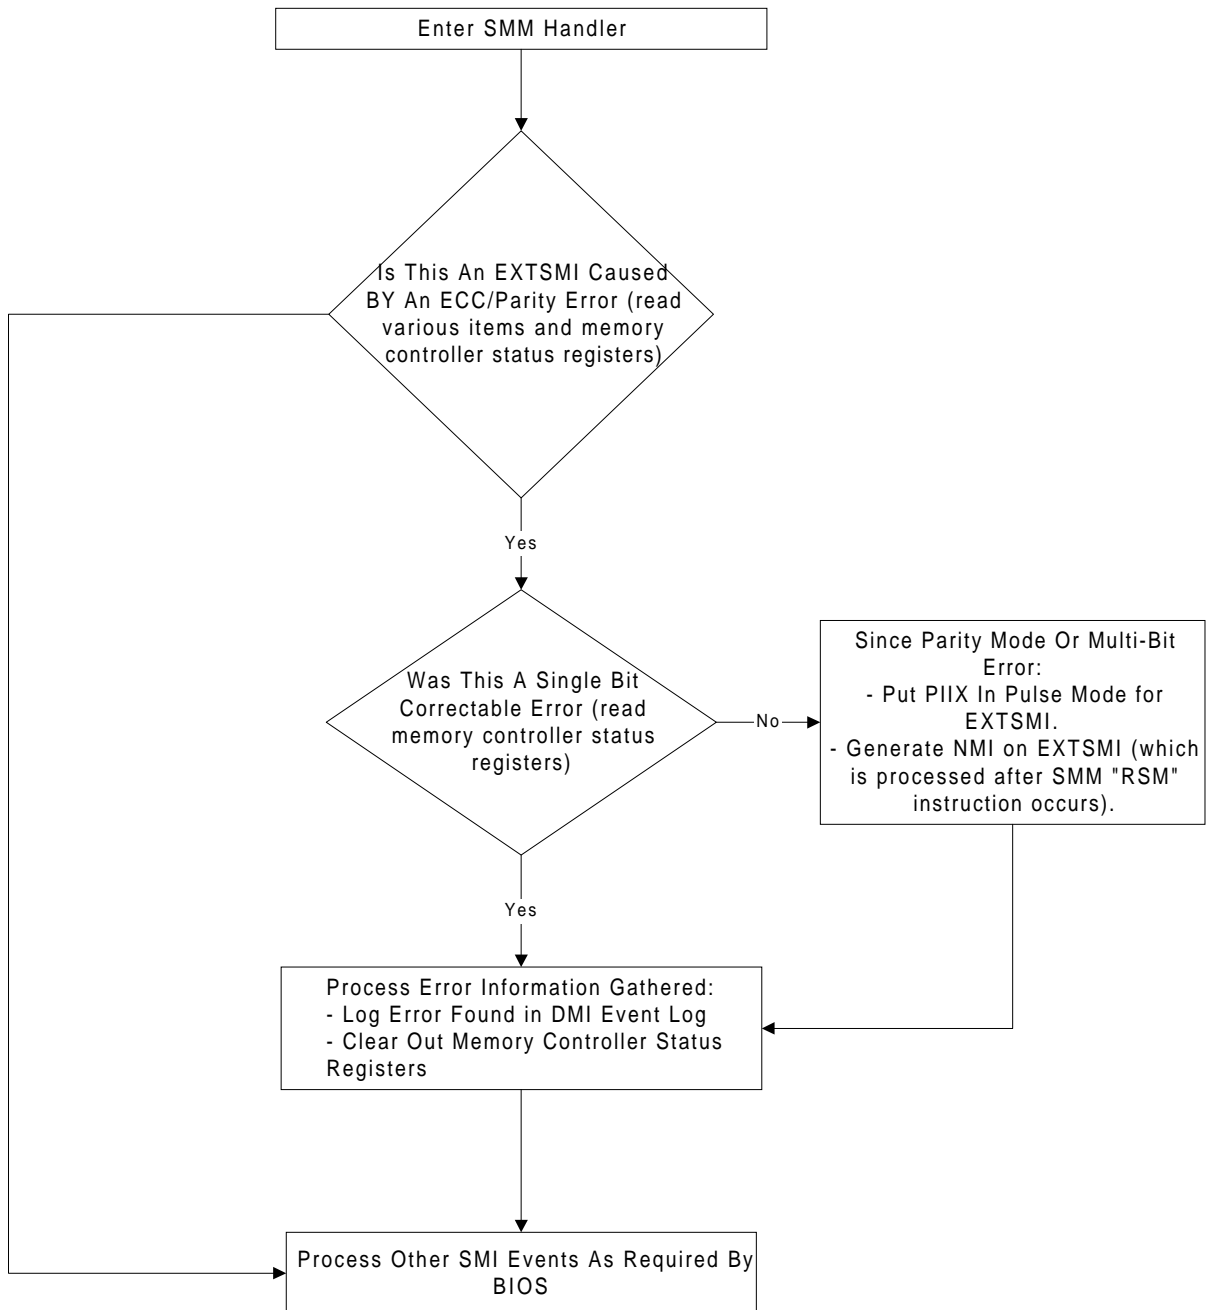 Enter SMM Handler
Is This An EXTSMI Caused
BY An ECC/Parity Error (read
various items and memory
controller status registers)
Yes
Was This A Single Bit
Correctable Error (read
memory controller status
registers)
No
Since Parity Mode Or Multi-Bit
Error:
- Put PIIX In Pulse Mode for
EXTSMI.
- Generate NMI on EXTSMI (which
is processed after SMM "RSM"
instruction occurs).
Yes
Process Error Information Gathered:
- Log Error Found in DMI Event Log
- Clear Out Memory Controller Status
Registers
Process Other SMI Events As Required By
BIOS